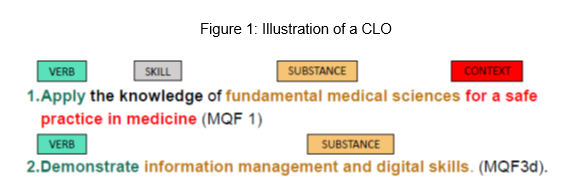 Figure 1: Illustration of a CLO
VERB SKILL SUBSTANCE CONTEXT
1.Apply the knowledge of fundamental medical sciences for a safe
practice in medicine (MQF 1)
VERB SUBSTANCE
2.Demonstrate information management and digital skills. (MQF3d).